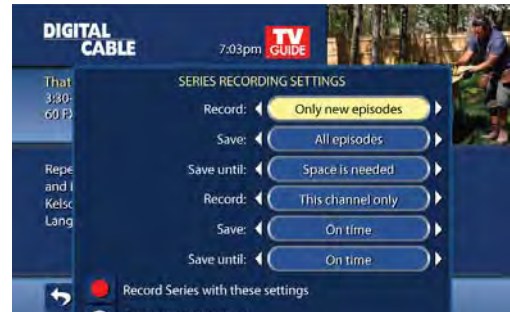 DIGITAL
CABLE
7:03pm
TV
GUIDE
That
3:30-
SERIES RECORDING SETTINGS
60
Record: Only new episodes
Save: All episodes
Repe
Save until: Space is needed
and i
Kelso
Record: This channel only
Lang
Save: On time
Save until: On time
Record Series with these settings